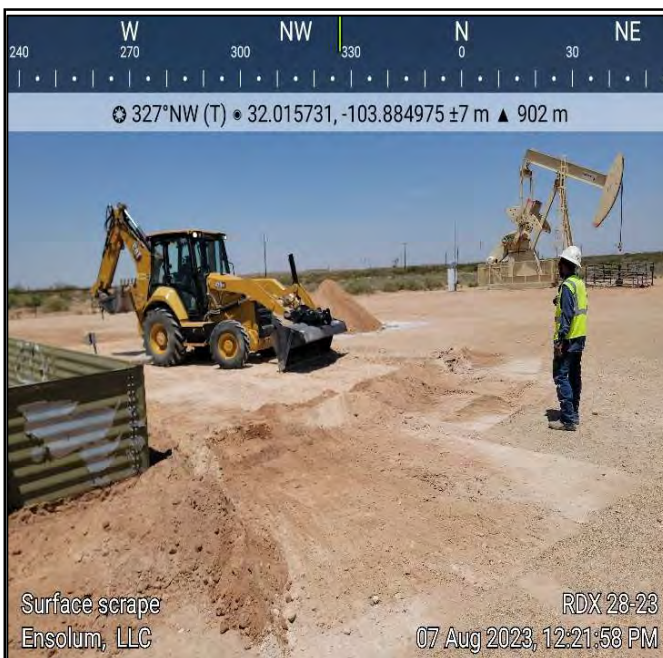 W NW N NE
240 270 300 330 0 30
327°NW (T) 32.015731, -103.884975 ±7 m ▲ 902 m
Surface scrape
RDX 28-23
Ensolum, LLC
07 Aug 2023, 12:21:58 PM